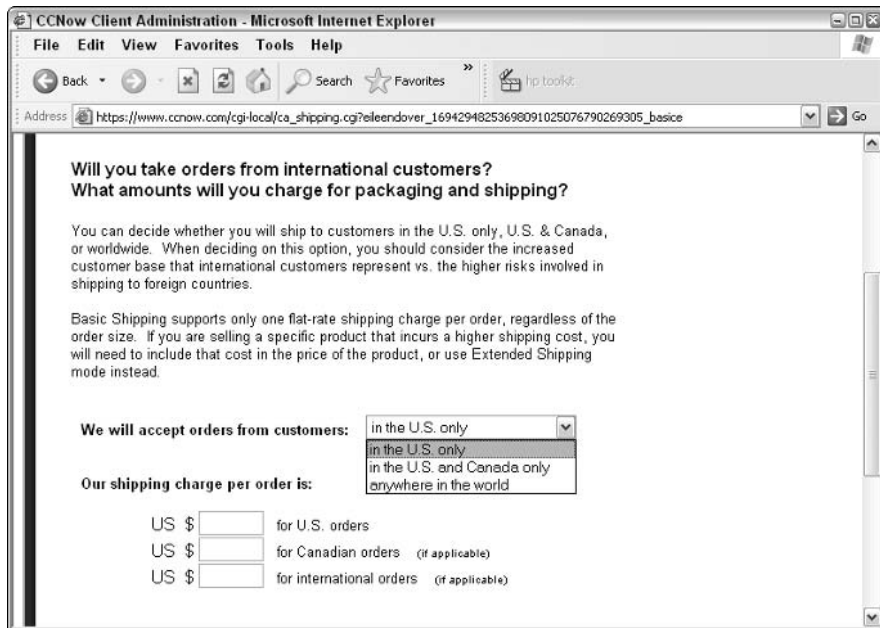 CCNow Client Administration - Microsoft Internet Explorer
File Edit View Favorites Tools Help
Back Search Favorites » hp toolkit
Address https://www.ccnow.com/cgi-local/ca_shipping.cgi?eileendover_16942948253698091025076790269305_basice Go
Will you take orders from international customers?
What amounts will you charge for packaging and shipping?
You can decide whether you will ship to customers in the U.S. only, U.S. & Canada,
or worldwide. When deciding on this option, you should consider the increased
customer base that international customers represent vs. the higher risks involved in
shipping to foreign countries.
Basic Shipping supports only one flat-rate shipping charge per order, regardless of the
order size. If you are selling a specific product that incurs a higher shipping cost, you
will need to include that cost in the price of the product, or use Extended Shipping
mode instead.
We will accept orders from customers: in the U.S. only
in the U.S. only
in the U.S. and Canada only
anywhere in the world
Our shipping charge per order is:
US $ for U.S. orders
US $ for Canadian orders (if applicable)
US $ for international orders (if applicable)